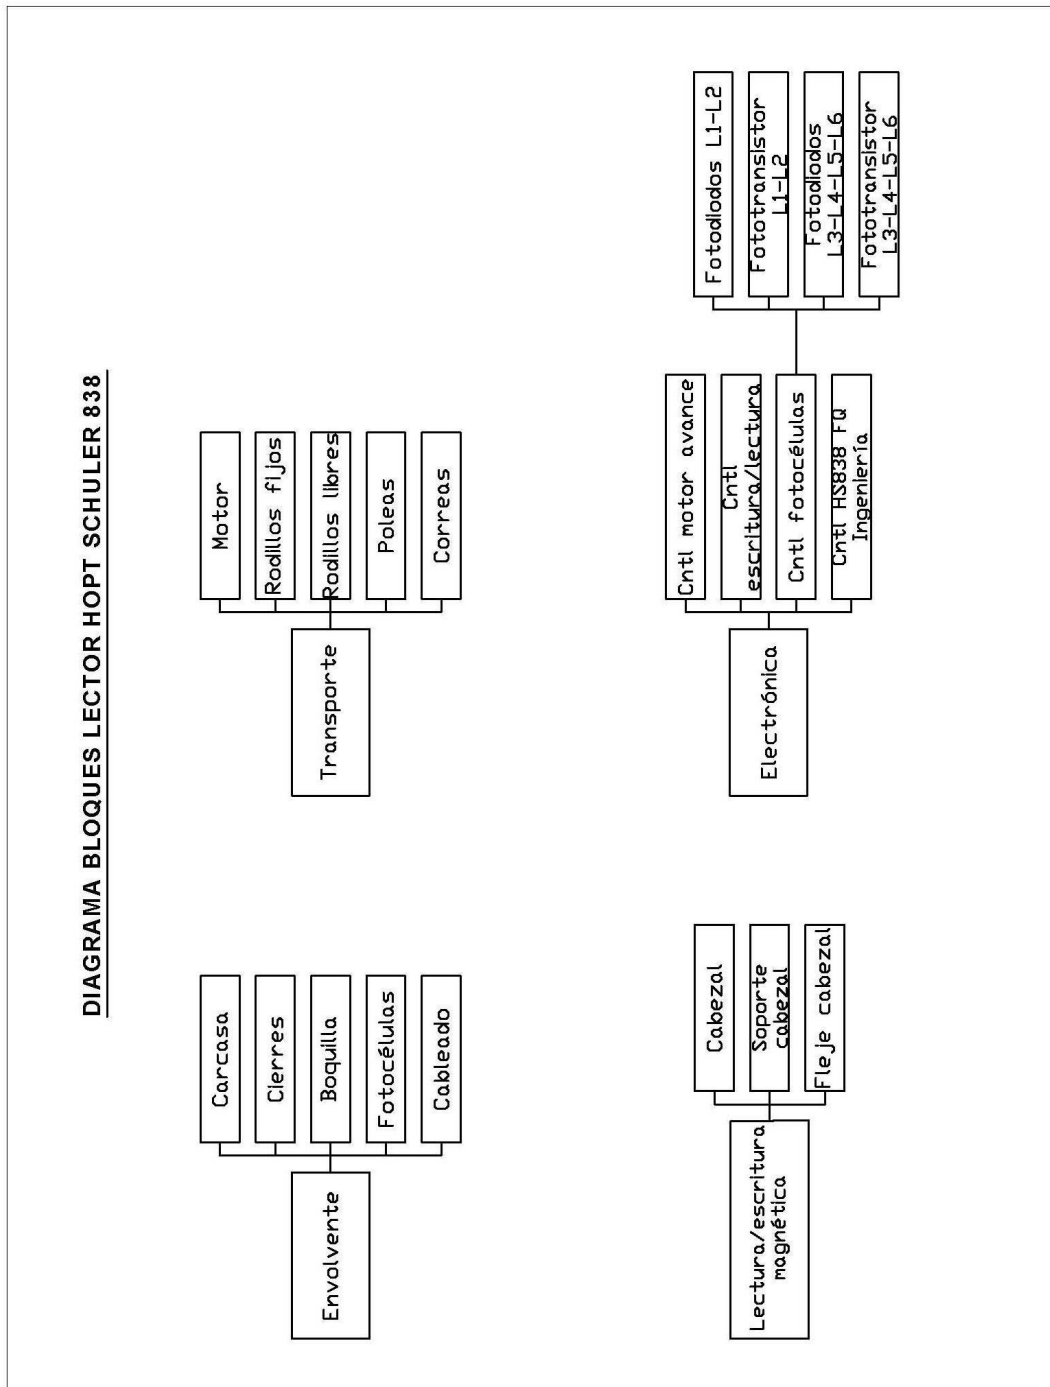 DIAGRAMA BLOQUES LECTOR HOPT SCHULER 838
Envolvente
Carcasa
Cierres
Boquilla
Fotocélulas
Cableado
Transporte
Motor
Rodillos fijos
Rodillos libres
Poleas
Correas
Lectura/escritura
magnética
Cabezal
Soporte
cabezal
Fleje cabezal
Electrónica
Cntl motor avance
Cntl
escritura/lectura
Cntl fotocélulas
Cntl HS838 FQ
Ingeniería
Fotodiodos L1-L2
Fototransistor
L1-L2
Fotodiodos
L3-L4-L5-L6
Fototransistor
L3-L4-L5-L6